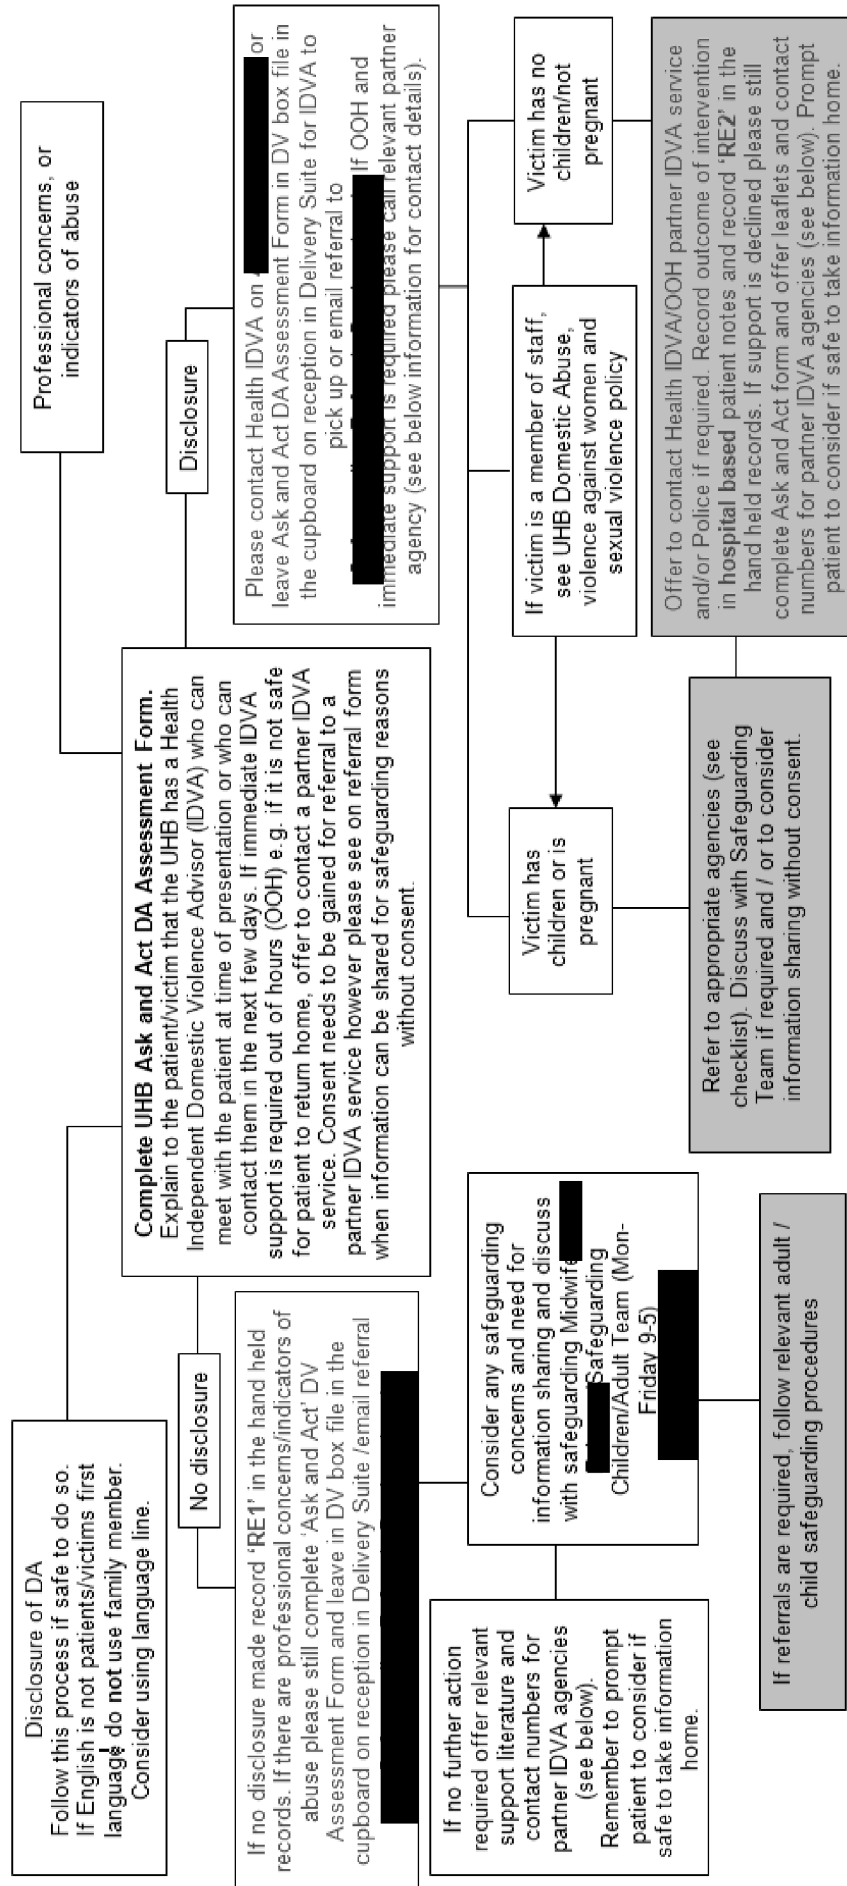 Disclosure of DA
Follow this process if safe to do so.
If English is not patients/victims first
language do not use family member.
Consider using language line.
Professional concerns, or
indicators of abuse
Complete UHB Ask and Act DA Assessment Form.
Explain to the patient/victim that the UHB has a Health
Independent Domestic Violence Advisor (IDVA) who can
meet with the patient at time of presentation or who can
contact them in the next few days. If immediate IDVA
support is required out of hours (OOH) e.g. if it is not safe
for patient to return home, offer to contact a partner IDVA
service. Consent needs to be gained for referral to a
partner IDVA service however please see on referral form
when information can be shared for safeguarding reasons
without consent.
No disclosure
Disclosure
If no disclosure made record ‘RE1’ in the hand held
records. If there are professional concerns/indicators of
abuse please still complete ‘Ask and Act’ DV
Assessment Form and leave in DV box file in the
cupboard on reception in Delivery Suite /email referral
Please contact Health IDVA on or
leave Ask and Act DA Assessment Form in DV box file in
the cupboard on reception in Delivery Suite for IDVA to
pick up or email referral to
If OOH and
immediate support is required please call relevant partner
agency (see below information for contact details).
If no further action
required offer relevant
support literature and
contact numbers for
partner IDVA agencies
(see below).
Remember to prompt
patient to consider if
safe to take information
home.
Consider any safeguarding
concerns and need for
information sharing and discuss
with safeguarding Midwife
Safeguarding
Children/Adult Team (Mon-
Friday 9-5)
Victim has
children or is
pregnant
If victim is a member of staff,
see UHB Domestic Abuse,
violence against women and
sexual violence policy
Victim has no
children/not
pregnant
If referrals are required, follow relevant adult /
child safeguarding procedures
Refer to appropriate agencies (see
checklist). Discuss with Safeguarding
Team if required and / or to consider
information sharing without consent.
Offer to contact Health IDVA/OOH partner IDVA service
and/or Police if required. Record outcome of intervention
in hospital based patient notes and record ‘RE2’ in the
hand held records. If support is declined please still
complete Ask and Act form and offer leaflets and contact
numbers for partner IDVA agencies (see below). Prompt
patient to consider if safe to take information home.